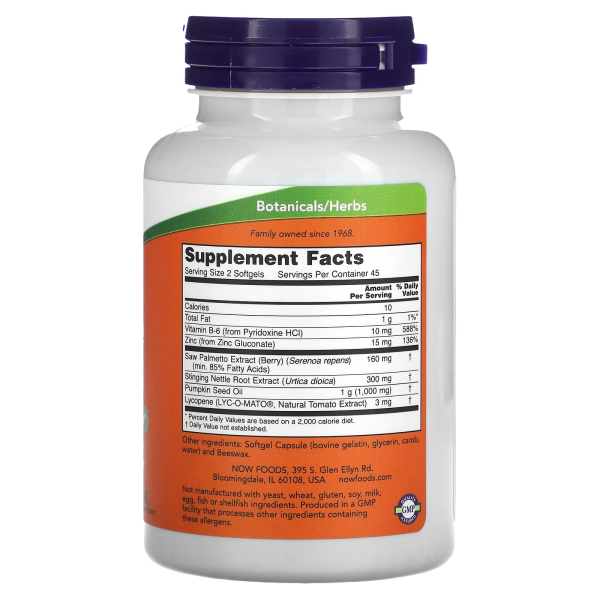 Botanicals/Herbs
Family owned since 1968.
Supplement Facts
Serving Size 2 Softgels Servings Per Container 45
Amount Per Serving % Daily Value
Calories 10
Total Fat 1 g 1%*
Vitamin B-6 (from Pyridoxine HCl) 10 mg 588%
Zinc (from Zinc Gluconate) 15 mg 136%
Saw Palmetto Extract (Berry) (Serenoa repens) 160 mg †
(min. 85% Fatty Acids)
Stinging Nettle Root Extract (Urtica dioica) 300 mg †
Pumpkin Seed Oil 1 g (1,000 mg) †
Lycopene (LYC-O-MATO®, Natural Tomato Extract) 3 mg †
* Percent Daily Values are based on a 2,000 calorie diet.
† Daily Value not established.
Other ingredients: Softgel Capsule (bovine gelatin, glycerin, carob,
water) and Beeswax.
NOW FOODS, 395 S. Glen Ellyn Rd.
Bloomingdale, IL 60108, USA nowfoods.com
Not manufactured with yeast, wheat, gluten, soy, milk,
egg, fish or shellfish ingredients. Produced in a GMP
facility that processes other ingredients containing
these allergens.
GMP